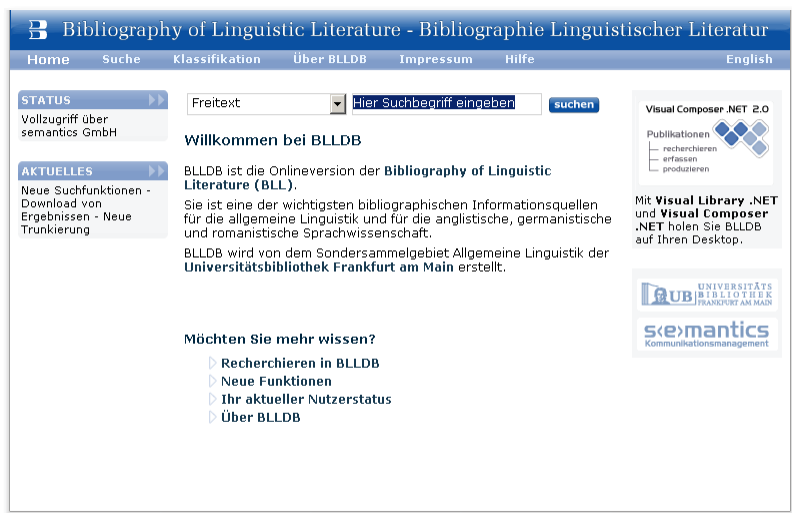 Bibliography of Linguistic Literature - Bibliographie Linguistischer Literatur
Home Suche Klassifikation Über BLLDB Impressum Hilfe English
STATUS
Vollzugriff über
semantics GmbH
AKTUELLES
Neue Suchfunktionen -
Download von
Ergebnissen - Neue
Trunkierung
Freitext Hier Suchbegriff eingeben suchen
Willkommen bei BLLDB
BLLDB ist die Onlineversion der Bibliography of Linguistic
Literature (BLL).
Sie ist eine der wichtigsten bibliographischen Informationsquellen
für die allgemeine Linguistik und für die anglistische, germanistische
und romanistische Sprachwissenschaft.
BLLDB wird von dem Sondersammelgebiet Allgemeine Linguistik der
Universitätsbibliothek Frankfurt am Main erstellt.
Möchten Sie mehr wissen?
Recherchieren in BLLDB
Neue Funktionen
Ihr aktueller Nutzerstatus
Über BLLDB
Visual Composer .NET 2.0
Publikationen
recherchieren
erfassen
produzieren
Mit Visual Library .NET
und Visual Composer
.NET holen Sie BLLDB
auf Ihren Desktop.
UB UNIVERSITÄTS
BIBLIOTHEK
FRANKFURT AM MAIN
s‹e›mantics
Kommunikationsmanagement